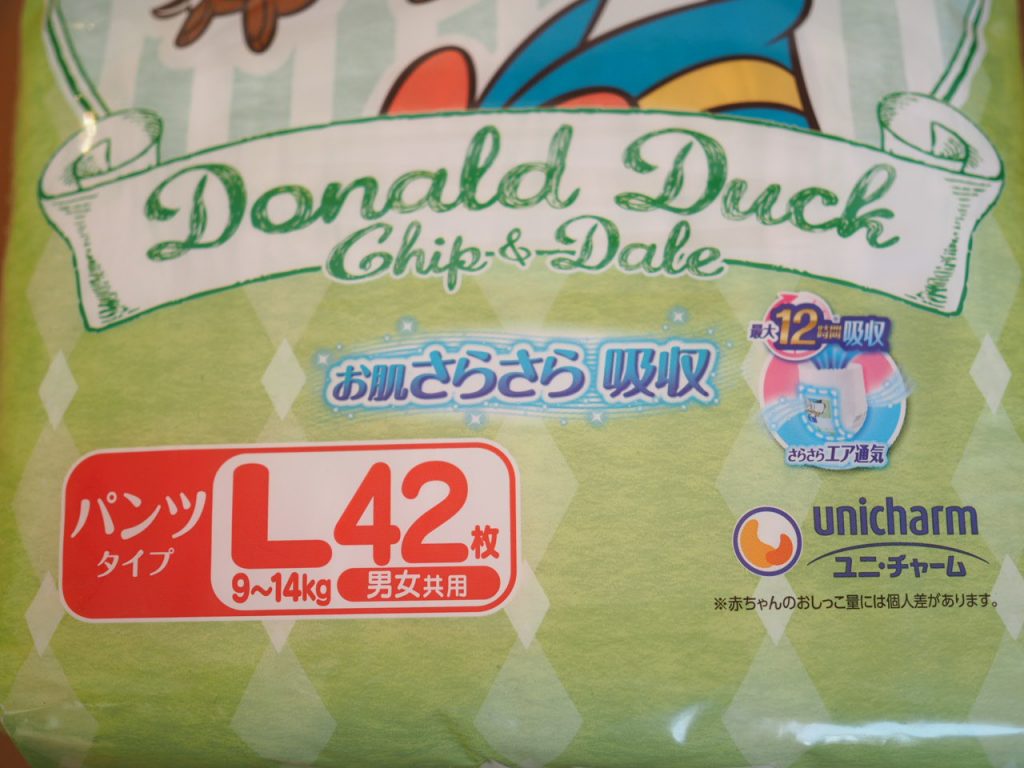 Donald Duck
Chip & Dale
最大12時間吸収
お肌さらさら 吸収
さらさらエア通気
パンツ
タイプ
L42枚
9~14kg 男女共用
unicharm
ユニ・チャーム
※赤ちゃんのおしっこ量には個人差があります。